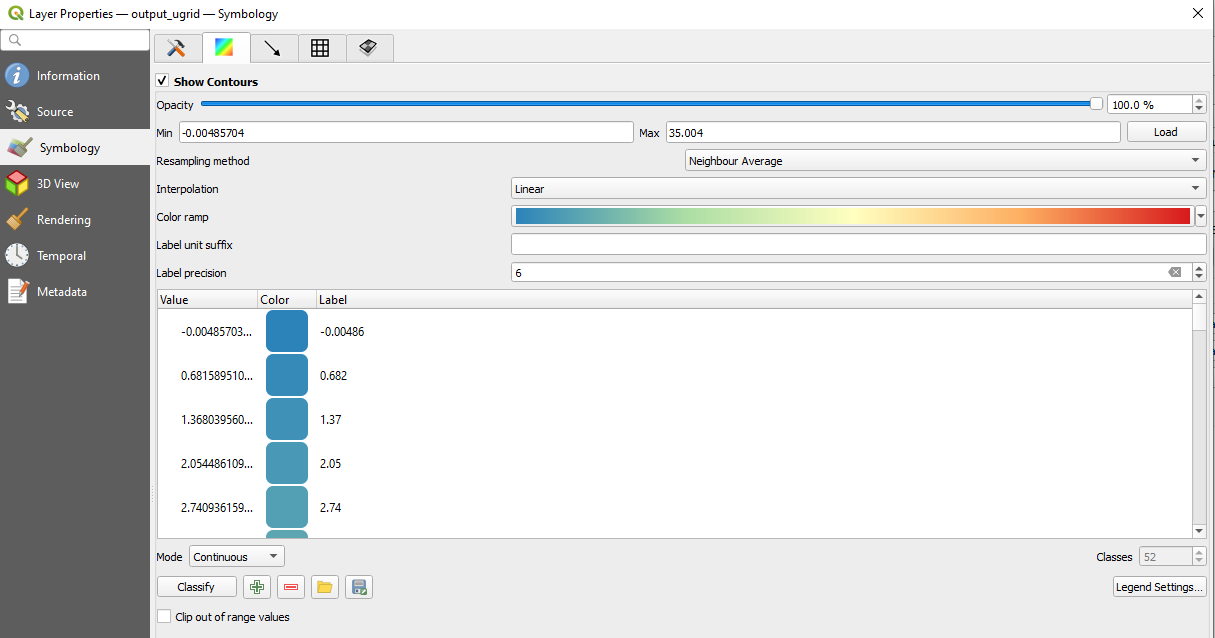 Layer Properties — output_ugrid — Symbology
Information
Source
Symbology
3D View
Rendering
Temporal
Metadata
Show Contours
Opacity 100.0 %
Min -0.00485704 Max 35.004 Load
Resampling method Neighbour Average
Interpolation Linear
Color ramp
Label unit suffix
Label precision 6
Value Color Label
-0.00485703... -0.00486
0.681589510... 0.682
1.368039560... 1.37
2.054486109... 2.05
2.740936159... 2.74
Mode Continuous Classes 52
Classify Legend Settings...
Clip out of range values